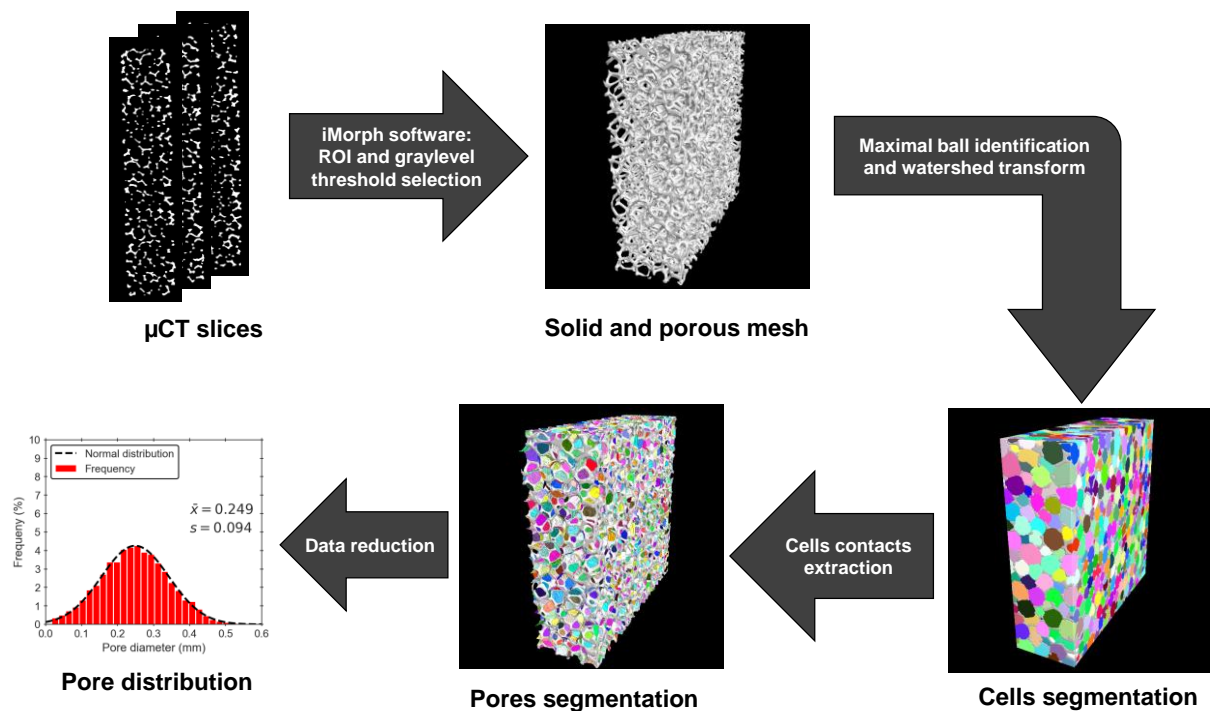 iMorph software:
ROI and graylevel
threshold selection
Maximal ball identification
and watershed transform
µCT slices
Solid and porous mesh
10
9
8
7
6
5
4
3
2
1
0
Frequeny (%)
Normal distribution
Frequency
x̄ = 0.249
s = 0.094
0.0 0.1 0.2 0.3 0.4 0.5 0.6
Pore diameter (mm)
Data reduction
Cells contacts
extraction
Pore distribution
Pores segmentation
Cells segmentation